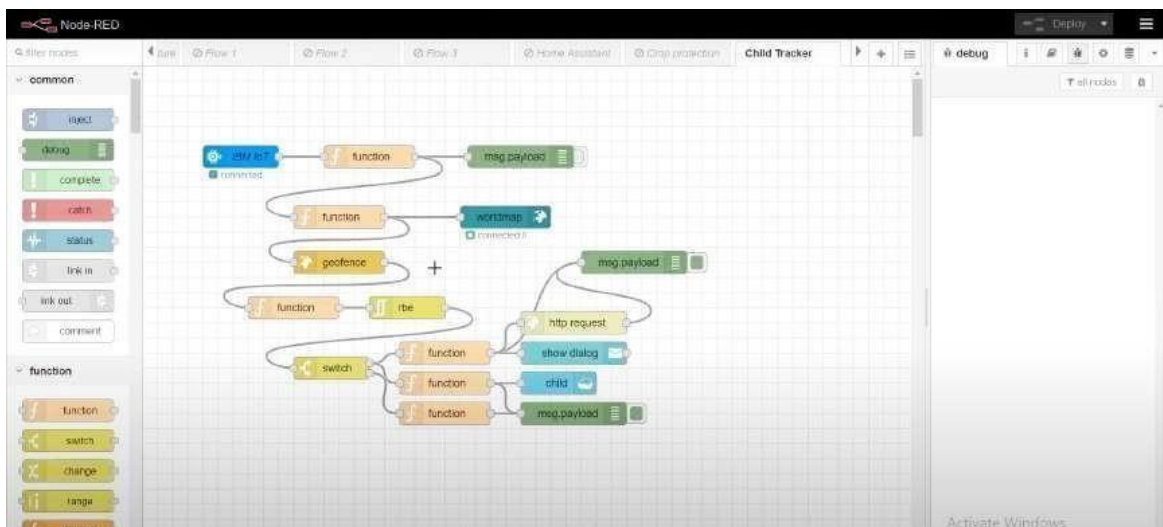 Node-RED
Deploy
filter nodes
Flow 1
Flow 2
Flow 3
Home Assistant
Crop protection
Child Tracker
debug
i
all nodes
common
inject
debug
complete
catch
status
link in
link out
comment
function
function
switch
change
range
IBM IoT
connected
function
msg.payload
function
worldmap
connected
geofence
msg.payload
function
rbe
http request
switch
function
show dialog
function
child
function
msg.payload
Activate Windows